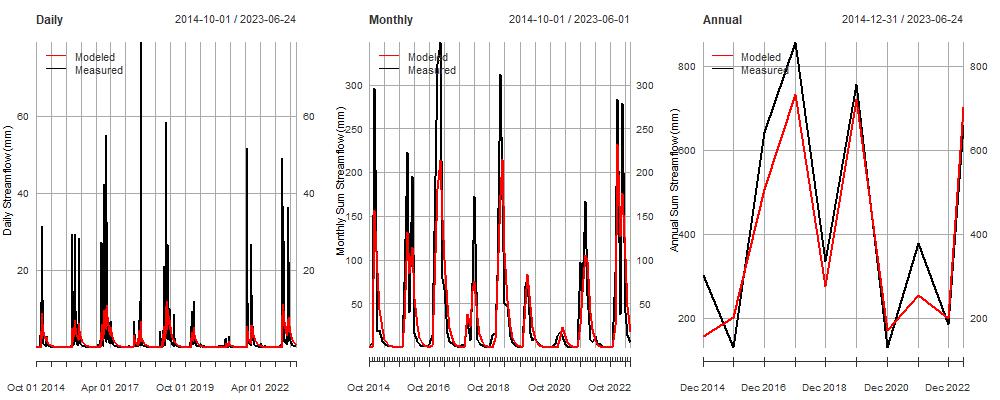 Daily 2014-10-01 / 2023-06-24
Modeled
Measured
Daily Streamflow (mm)
60
40
20
60
40
20
Oct 01 2014 Apr 01 2017 Oct 01 2019 Apr 01 2022
Monthly 2014-10-01 / 2023-06-01
Modeled
Measured
Monthly Sum Streamflow (mm)
300
250
200
150
100
50
300
250
200
150
100
50
Oct 2014 Oct 2016 Oct 2018 Oct 2020 Oct 2022
Annual 2014-12-31 / 2023-06-24
Modeled
Measured
Annual Sum Streamflow (mm)
800
600
400
200
800
600
400
200
Dec 2014 Dec 2016 Dec 2018 Dec 2020 Dec 2022